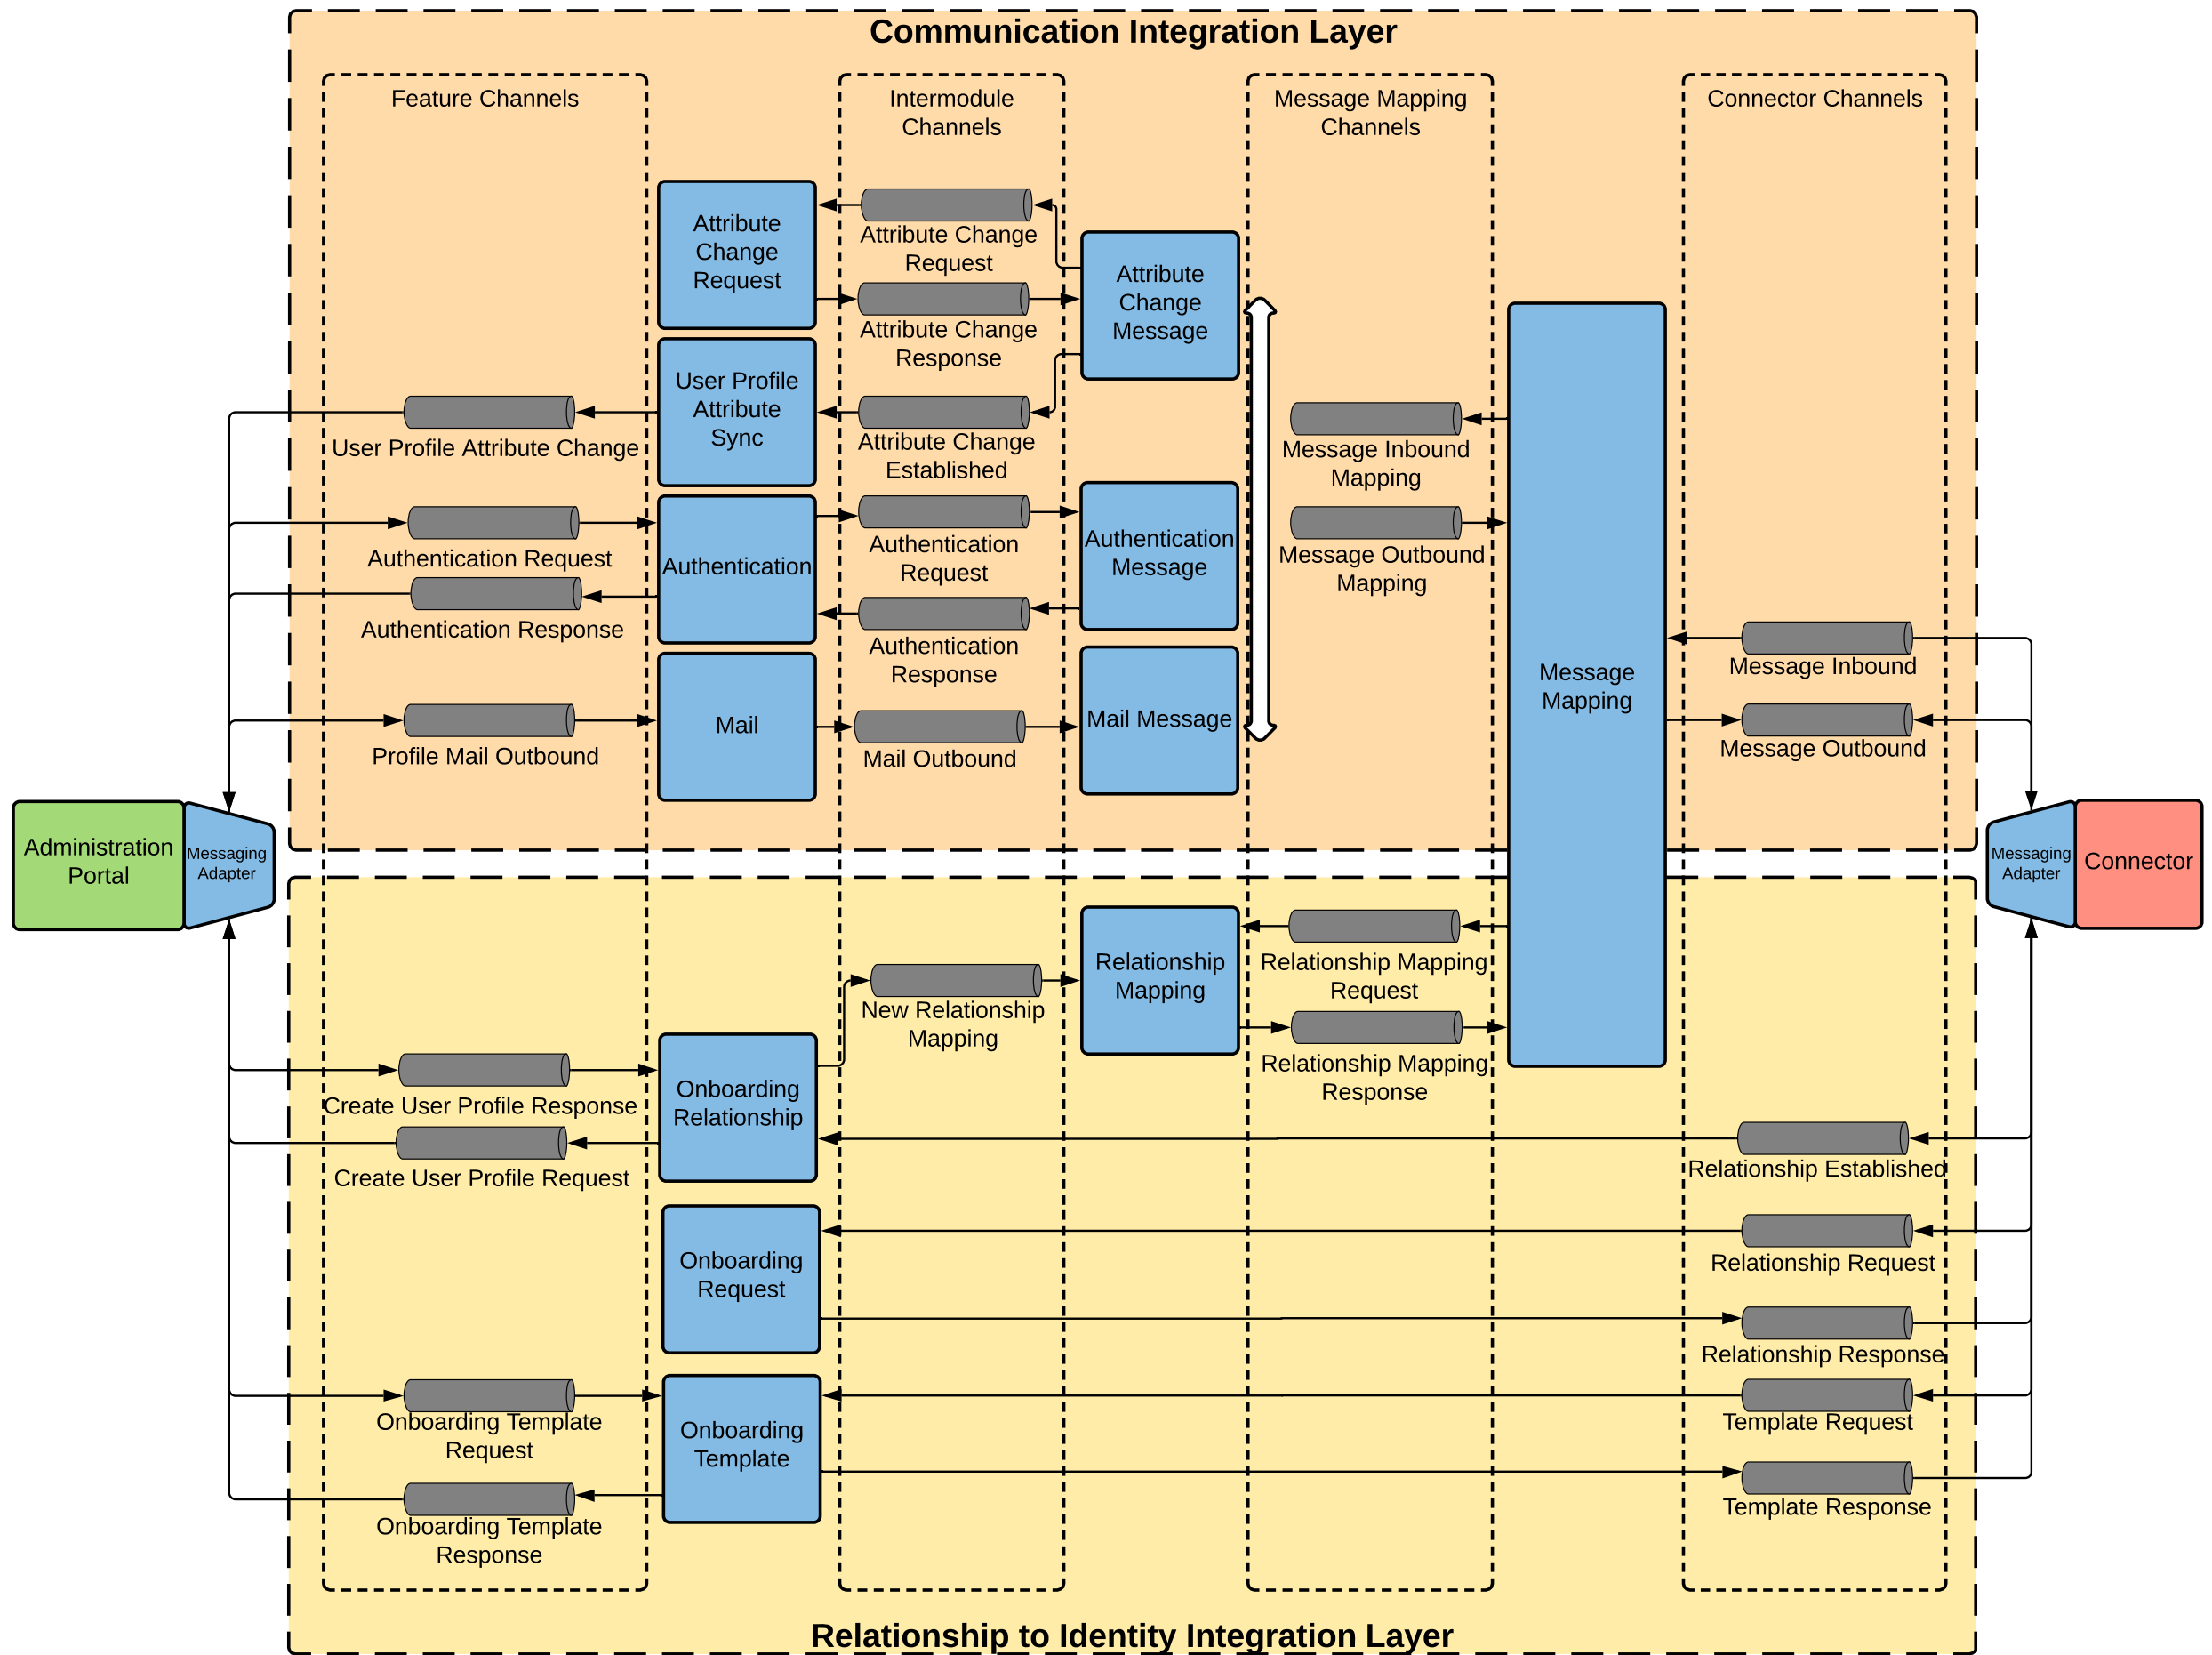 Communication Integration Layer
Feature Channels
Intermodule
Channels
Message Mapping
Channels
Connector Channels
Attribute
Change
Request
Attribute Change
Request
Attribute Change
Response
Attribute
Change
Message
User Profile
Attribute
Sync
User Profile Attribute Change
Attribute Change
Established
Message Inbound
Mapping
Message Outbound
Mapping
Authentication Request
Authentication Response
Authentication
Authentication
Request
Authentication
Response
Authentication
Message
Message
Mapping
Message Inbound
Message Outbound
Profile Mail Outbound
Mail
Mail Outbound
Mail Message
Administration
Portal
Messaging
Adapter
Messaging
Adapter
Connector
Relationship
Mapping
Relationship Mapping
Request
Relationship Mapping
Response
New Relationship
Mapping
Create User Profile Response
Create User Profile Request
Onboarding
Relationship
Relationship Established
Onboarding
Request
Relationship Request
Relationship Response
Onboarding Template
Request
Onboarding Template
Response
Onboarding
Template
Template Request
Template Response
Relationship to Identity Integration Layer